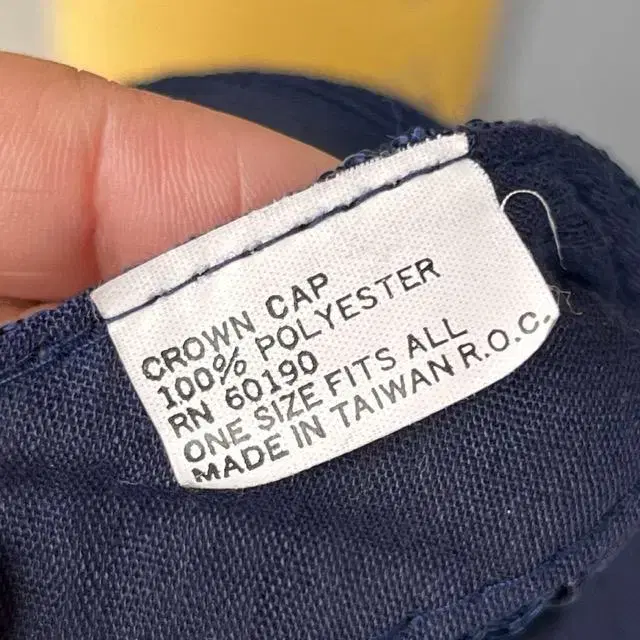 CROWN CAP
100% POLYESTER
RN 60190
ONE SIZE FITS ALL
MADE IN TAIWAN R.O.C.